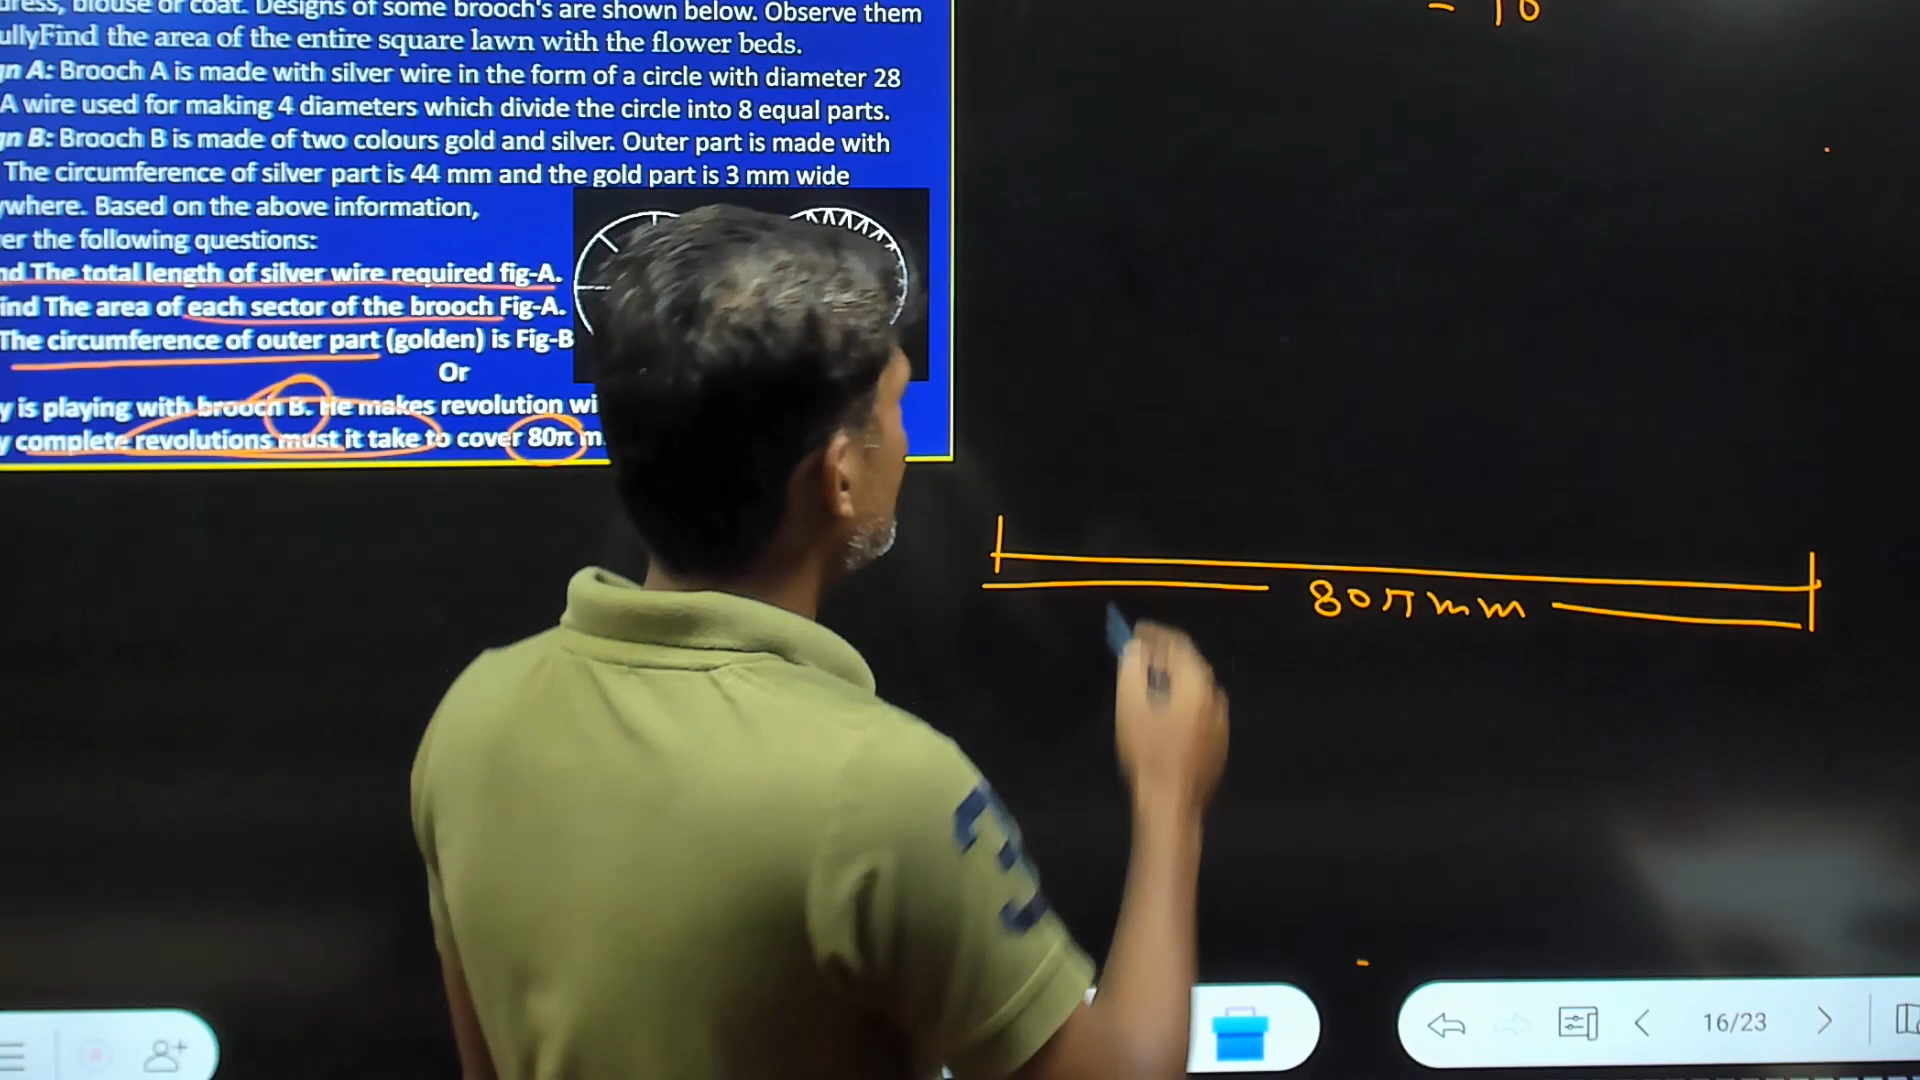 dress, blouse or coat. Designs of some brooch's are shown below. Observe them
Find the area of the entire square lawn with the flower beds.
A: Brooch A is made with silver wire in the form of a circle with diameter 28
A wire used for making 4 diameters which divide the circle into 8 equal parts.
B: Brooch B is made of two colours gold and silver. Outer part is made with
The circumference of silver part is 44 mm and the gold part is 3 mm wide
ywhere. Based on the above information,
er the following questions:
nd The total length of silver wire required fig-A.
ind The area of each sector of the brooch Fig-A.
The circumference of outer part (golden) is Fig-B
Or
y is playing with brooch B. He makes revolution wi
y complete revolutions must it take to cover 80π m
80π mm
16/23